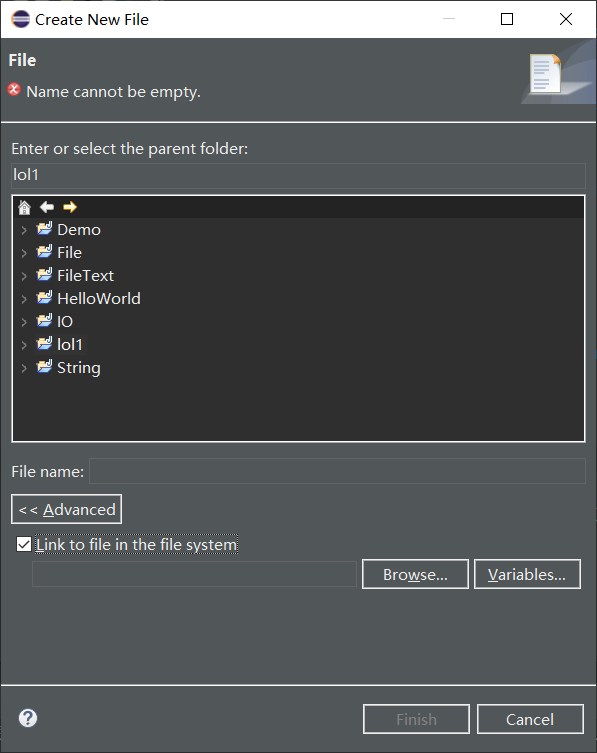 Create New File
File
Name cannot be empty.
Enter or select the parent folder:
lol1
Demo
File
FileText
HelloWorld
IO
lol1
String
File name:
<< Advanced
Link to file in the file system
Browse... Variables...
Finish Cancel